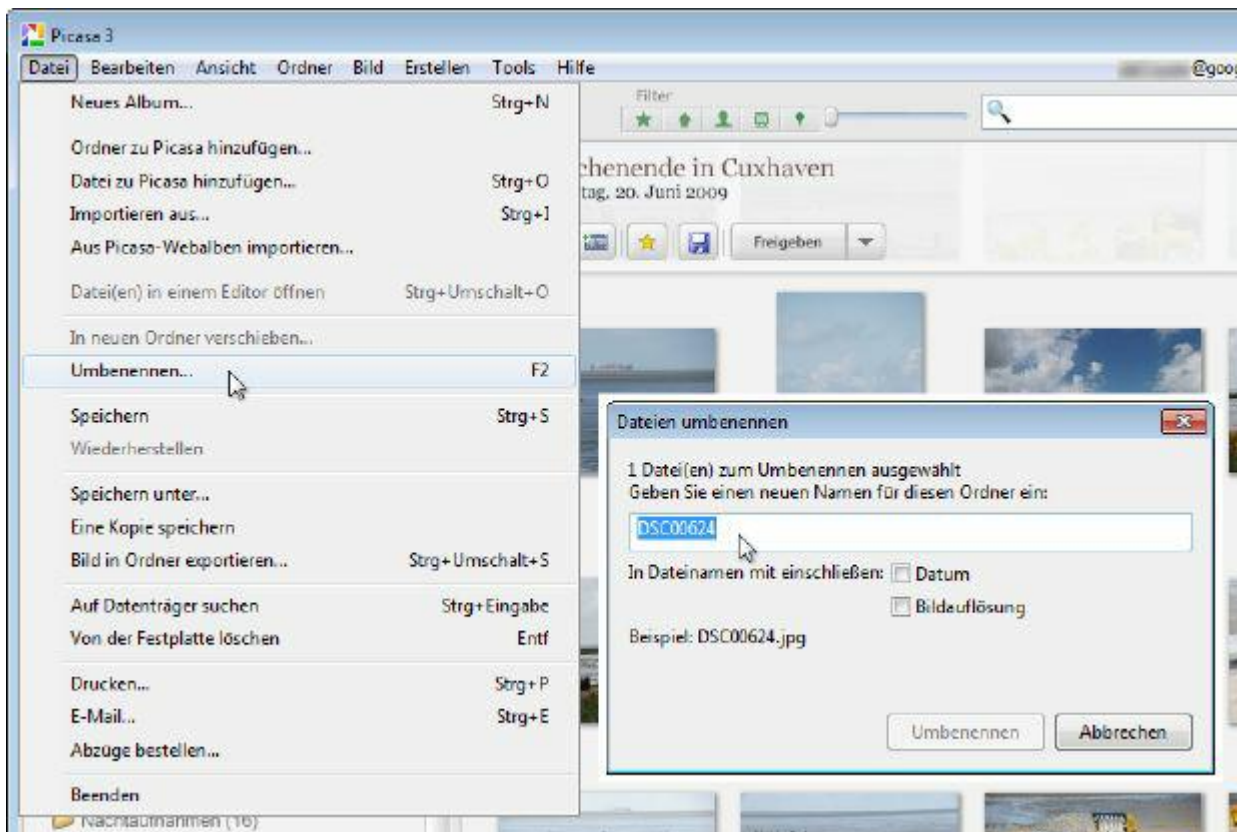 Picasa 3
Datei Bearbeiten Ansicht Ordner Bild Erstellen Tools Hilfe
@goog
Neues Album... Strg+N
Ordner zu Picasa hinzufügen...
Datei zu Picasa hinzufügen... Strg+O
Importieren aus... Strg+I
Aus Picasa-Webalben importieren...
Datei(en) in einem Editor öffnen Strg+Umschalt+O
In neuen Ordner verschieben...
Umbenennen... F2
Speichern Strg+S
Wiederherstellen
Speichern unter...
Eine Kopie speichern
Bild in Ordner exportieren... Strg+Umschalt+S
Auf Datenträger suchen Strg+Eingabe
Von der Festplatte löschen Entf
Drucken... Strg+P
E-Mail... Strg+E
Abzüge bestellen...
Beenden
Nachtaufnahmen (16)
Filter
chenende in Cuxhaven
tag, 20. Juni 2009
Freigeben
Dateien umbenennen
1 Datei(en) zum Umbenennen ausgewählt
Geben Sie einen neuen Namen für diesen Ordner ein:
DSC00624
In Dateinamen mit einschließen: Datum
Bildauflösung
Beispiel: DSC00624.jpg
Umbenennen Abbrechen